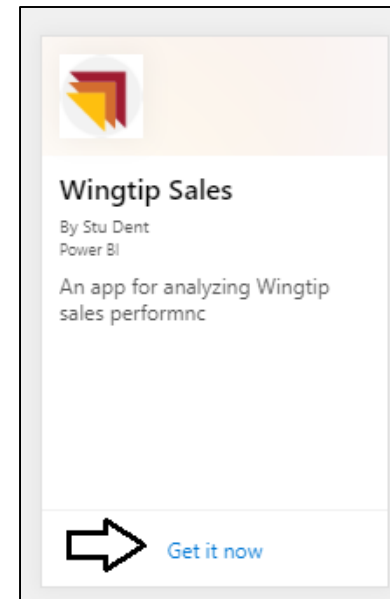 Wingtip Sales
By Stu Dent
Power BI
An app for analyzing Wingtip
sales performnc
Get it now